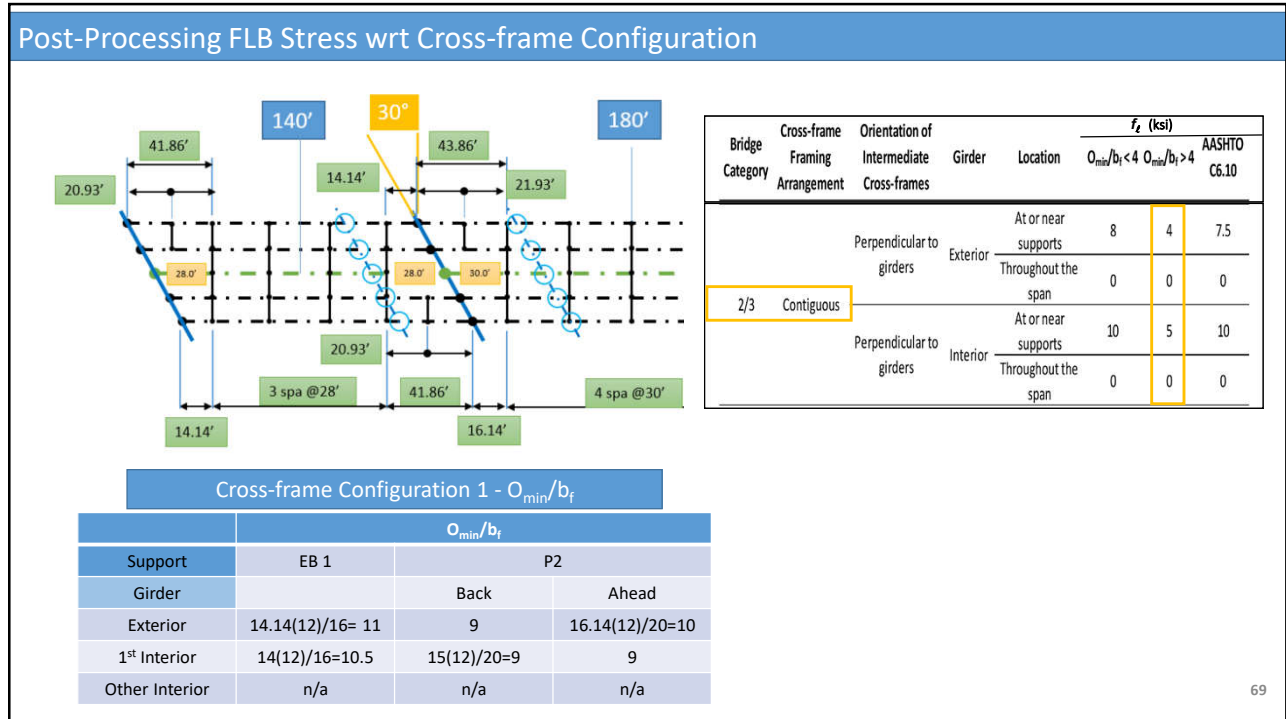 Post-Processing FLB Stress wrt Cross-frame Configuration
140’ 30° 180’
41.86’ 43.86’
20.93’ 14.14’ 21.93’
28.0’ 28.0’ 30.0’
20.93’
3 spa @28’ 41.86’ 4 spa @30’
14.14’ 16.14’
Bridge Category Cross-frame Framing Arrangement Orientation of Intermediate Cross-frames Girder Location fℓ (ksi)
Omin/bf < 4 Omin/bf > 4 AASHTO C6.10
2/3 Contiguous
Perpendicular to girders Exterior At or near supports 8 4 7.5
Throughout the span 0 0 0
Perpendicular to girders Interior At or near supports 10 5 10
Throughout the span 0 0 0
Cross-frame Configuration 1 - Omin/bf
Omin/bf
Support EB 1 P2
Girder Back Ahead
Exterior 14.14(12)/16= 11 9 16.14(12)/20=10
1st Interior 14(12)/16=10.5 15(12)/20=9 9
Other Interior n/a n/a n/a
69